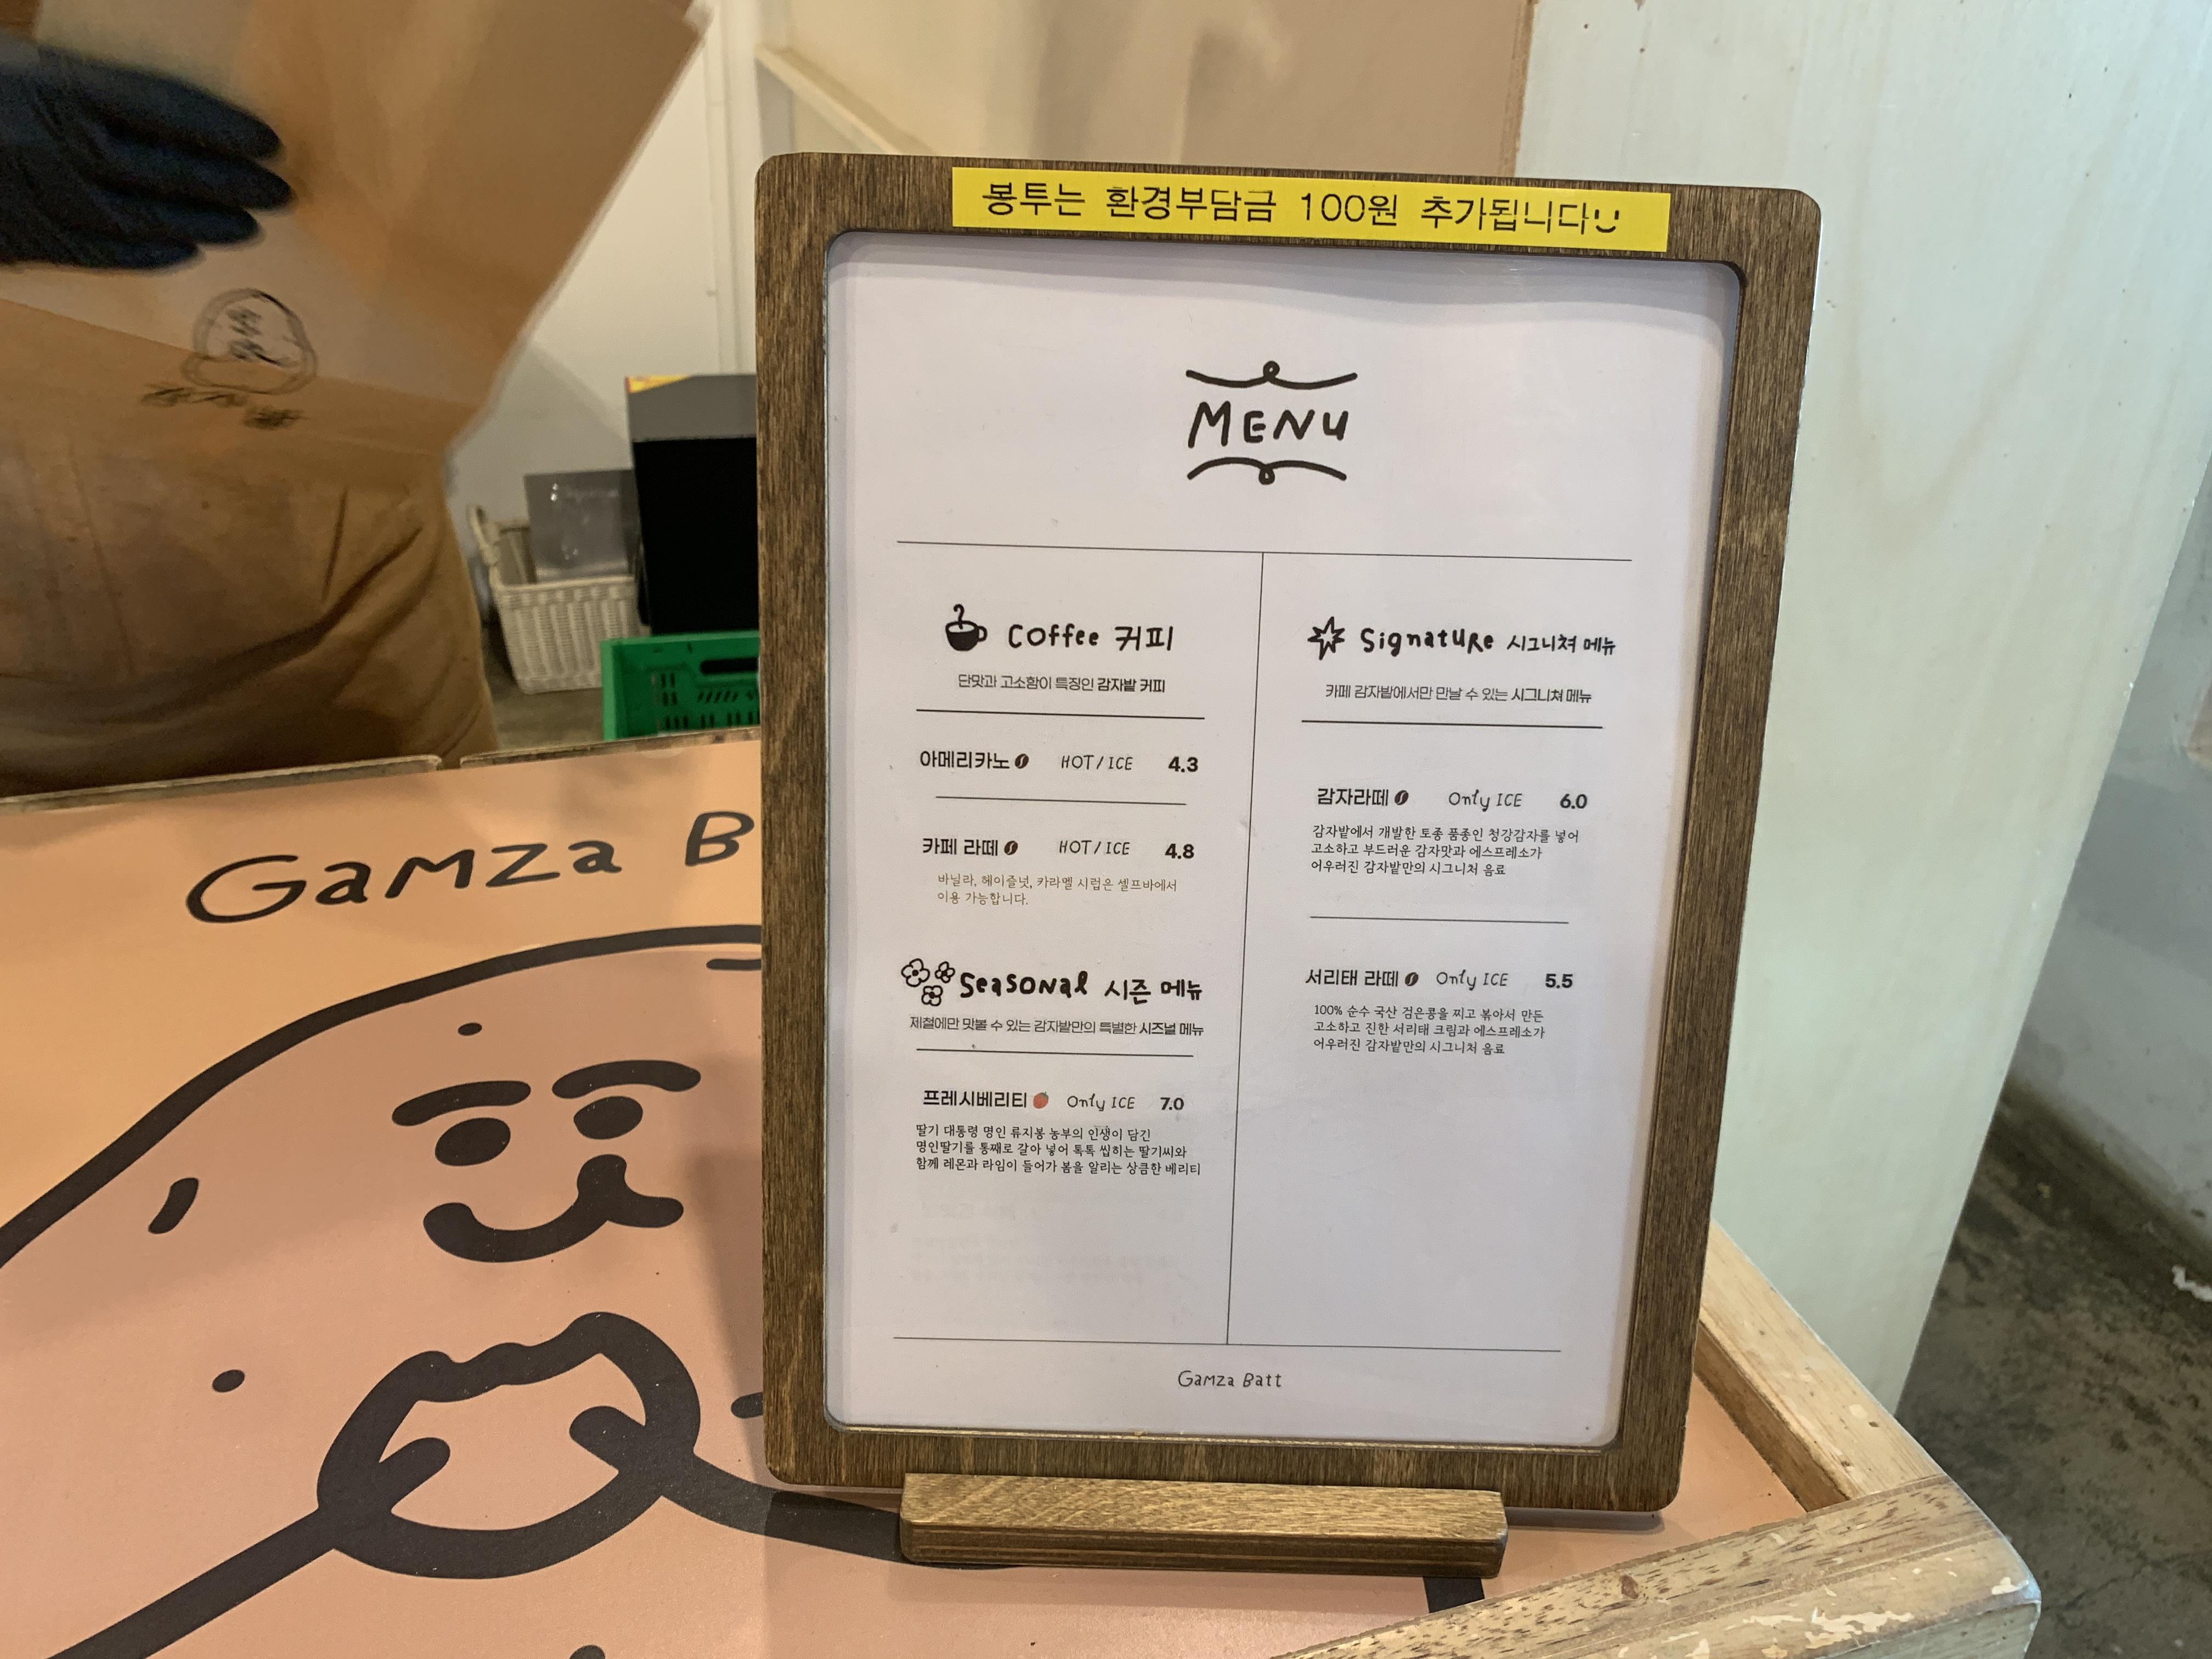 봉투는 환경부담금 100원 추가됩니다
MENU
Coffee 커피
단맛과 고소함이 특징인 감자밭 커피
아메리카노 HOT/ICE 4.3
카페 라떼 HOT/ICE 4.8
바닐라, 헤이즐넛, 카라멜 시럽은 셀프바에서
이용 가능합니다.
Seasonal 시즌 메뉴
제철에만 맛볼 수 있는 감자밭만의 특별한 시즈널 메뉴
프레시베리티 Only ICE 7.0
딸기 대통령 명인 류지봉 농부의 인생이 담긴
명인딸기를 통째로 갈아 넣어 톡톡 씹히는 딸기씨와
함께 레몬과 라임이 들어가 봄을 알리는 상큼한 베리티
Signature 시그니쳐 메뉴
카페 감자밭에서만 만날 수 있는 시그니쳐 메뉴
감자라떼 Only ICE 6.0
감자밭에서 개발한 토종 품종인 청강감자를 넣어
고소하고 부드러운 감자맛과 에스프레소가
어우러진 감자밭만의 시그니처 음료
서리태 라떼 Only ICE 5.5
100% 순수 국산 검은콩을 찌고 볶아서 만든
고소하고 진한 서리태 크림과 에스프레소가
어우러진 감자밭만의 시그니처 음료
Gamza Batt
Gamza B